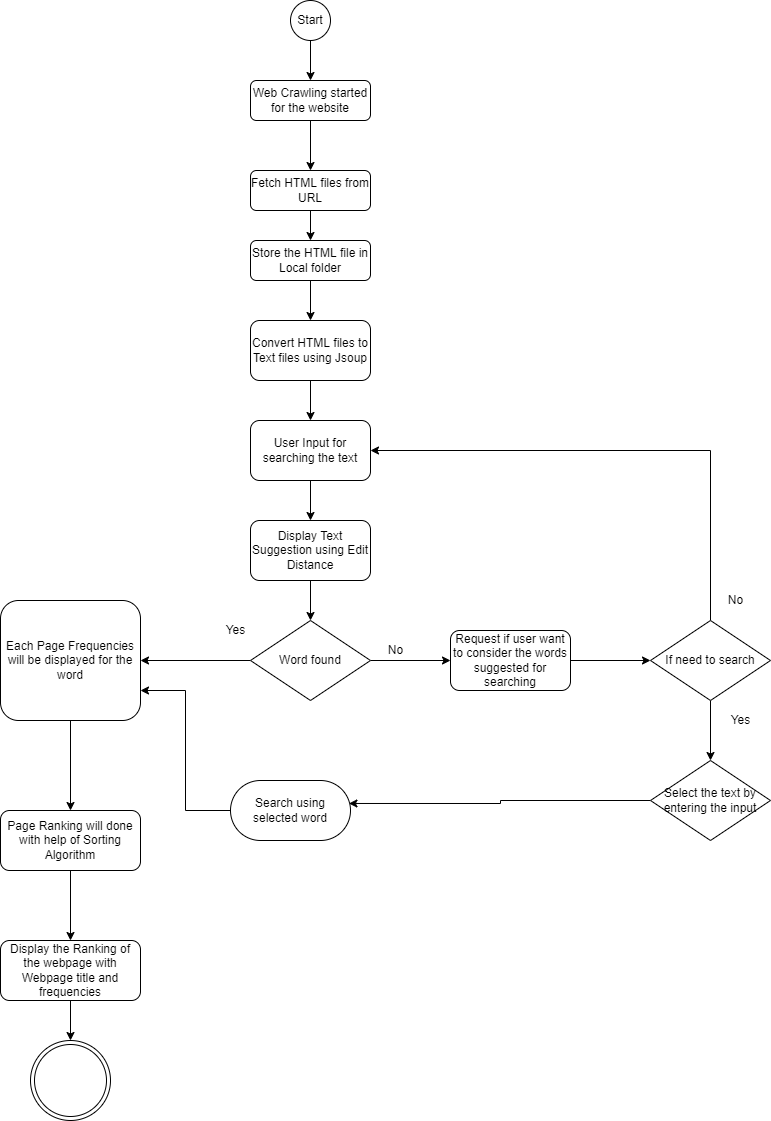 Start
Web Crawling started
for the website
Fetch HTML files from
URL
Store the HTML file in
Local folder
Convert HTML files to
Text files using Jsoup
User Input for
searching the text
Display Text
Suggestion using Edit
Distance
Yes
Word found
No
Each Page Frequencies
will be displayed for the
word
Request if user want
to consider the words
suggested for
searching
No
If need to search
Yes
Select the text by
entering the input
Search using
selected word
Page Ranking will done
with help of Sorting
Algorithm
Display the Ranking of
the webpage with
Webpage title and
frequencies